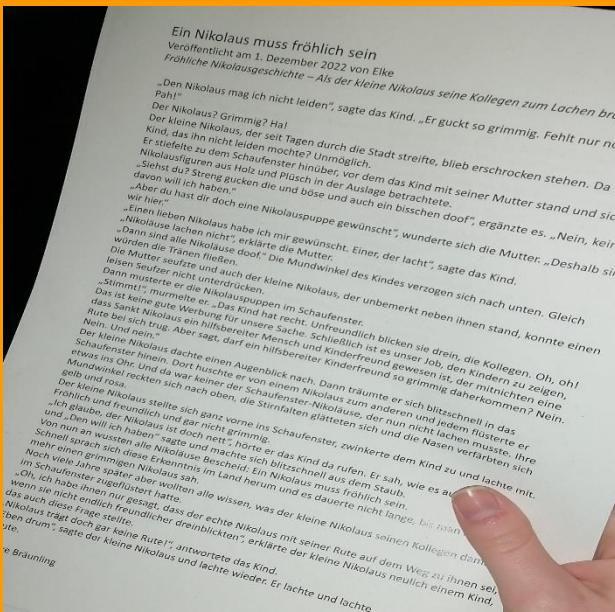 Ein Nikolaus muss fröhlich sein
Veröffentlicht am 1. Dezember 2022 von Elke
Fröhliche Nikolausgeschichte – Als der kleine Nikolaus seine Kollegen zum Lachen
„Den Nikolaus mag ich nicht leiden“, sagte das Kind. „Er guckt so grimmig. Fehlt nur
Pah!“
Der Nikolaus? Grimmig? Ha!
Der kleine Nikolaus, der seit Tagen durch die Stadt streifte, blieb erschrocken stehen. Da
Kind, das ihn nicht leiden mochte? Unmöglich.
Er stiefelte zu dem Schaufenster hinüber, vor dem das Kind mit seiner Mutter stand und
Nikolausfiguren aus Holz und Plüsch in der Auslage betrachtete.
„Siehst du? Streng gucken die und böse und auch ein bisschen doof“, ergänzte es. „Nein,
davon will ich haben.“
„Aber du hast dir doch eine Nikolauspuppe gewünscht“, wunderte sich die Mutter. „Deshalb
wir hier.“
„Einen lieben Nikolaus habe ich mir gewünscht. Einer, der lacht“, sagte das Kind.
„Nikoläuse lachen nicht“, erklärte die Mutter.
„Dann sind alle Nikoläuse doof.“ Die Mundwinkel des Kindes verzogen sich nach unten. Gleich
würden die Tränen fließen.
Die Mutter seufzte und auch der kleine Nikolaus, der unbemerkt neben ihnen stand, konnte einen
leisen Seufzer nicht unterdrücken.
Dann musterte er die Nikolauspuppen im Schaufenster.
„Stimmt!“, murmelte er. „Das Kind hat recht. Unfreundlich blicken sie drein, die Kollegen. Oh, oh!
Das ist keine gute Werbung für unsere Sache. Schließlich ist es unser Job, den Kindern zu zeigen,
dass Sankt Nikolaus ein hilfsbereiter Mensch und Kinderfreund gewesen ist, der mitnichten eine
Rute bei sich trug. Aber sagt, darf ein hilfsbereiter Kinderfreund so grimmig daherkommen? Nein.
Nein. Und nein.“
Der kleine Nikolaus dachte einen Augenblick nach. Dann träumte er sich blitzschnell in das
Schaufenster hinein. Dort huschte er von einem Nikolaus zum anderen und jedem flüsterte er
etwas ins Ohr. Und da war keiner der Schaufenster-Nikoläuse, der nun nicht lachen musste. Ihre
Mundwinkel reckten sich nach oben, die Stirnfalten glätteten sich und die Nasen verfärbten sich
gelb und rosa.
Der kleine Nikolaus stellte sich ganz vorne ins Schaufenster, zwinkerte dem Kind zu und lachte mit.
Fröhlich und freundlich und gar nicht grimmig.
„Ich glaube, der Nikolaus ist doch nett“, hörte er das Kind da rufen. Er sah, wie es
und „Den will ich haben“ sagte und machte sich blitzschnell aus dem Staub.
Von nun an wussten alle Nikoläuse Bescheid: Ein Nikolaus muss fröhlich sein.
Schnell sprach sich diese Erkenntnis im Land herum und es dauerte nicht lange, bis man
mehr einen grimmigen Nikolaus sah.
Noch viele Jahre später aber wollten alle wissen, was der kleine Nikolaus seinen Kollegen
im Schaufenster zugeflüstert hatte.
„Oh, ich habe ihnen nur gesagt, dass der echte Nikolaus mit seiner Rute auf dem Weg zu ihnen sei,
wenn sie nicht endlich freundlicher dreinblickten“, erklärte der kleine Nikolaus neulich einem Kind,
das auch diese Frage stellte.
Nikolaus trägt doch gar keine Rute!“, antwortete das Kind.
Eben drum“, sagte der kleine Nikolaus und lachte wieder. Er lachte und lachte
Bräunling